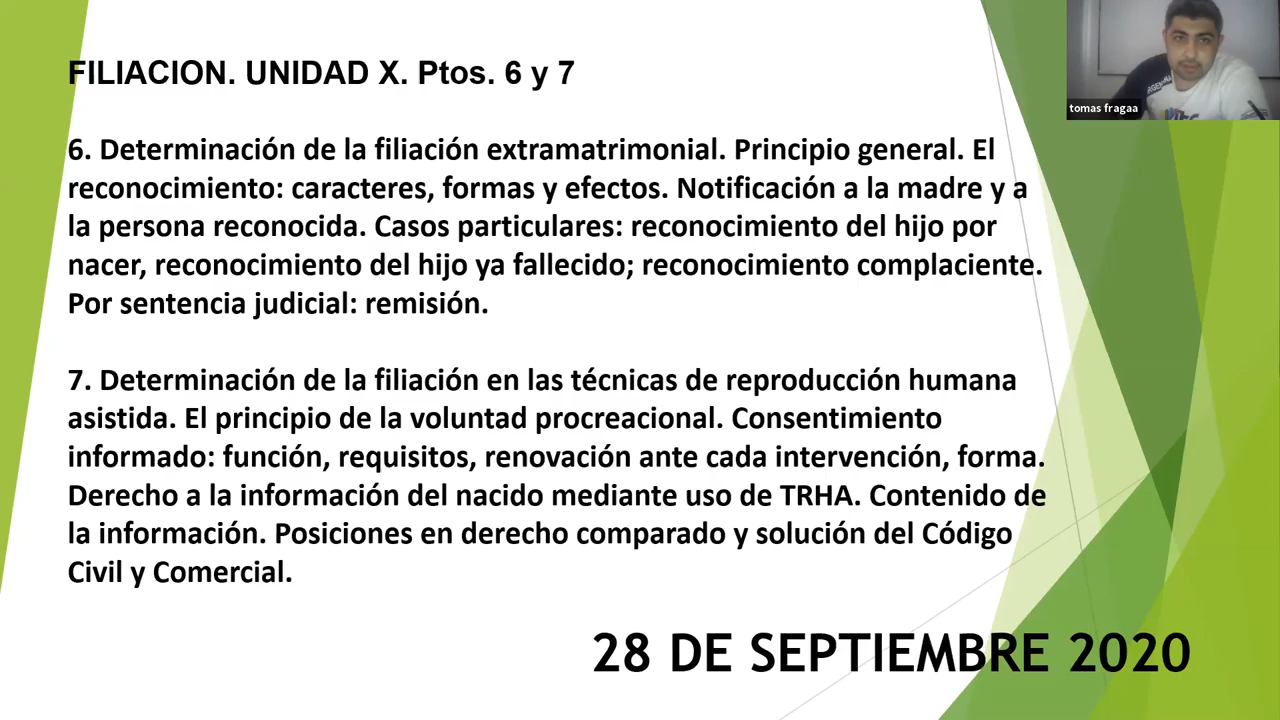 FILIACION. UNIDAD X. Ptos. 6 y 7
tomas fragaa
6. Determinación de la filiación extramatrimonial. Principio general. El
reconocimiento: caracteres, formas y efectos. Notificación a la madre y a
la persona reconocida. Casos particulares: reconocimiento del hijo por
nacer, reconocimiento del hijo ya fallecido; reconocimiento complaciente.
Por sentencia judicial: remisión.
7. Determinación de la filiación en las técnicas de reproducción humana
asistida. El principio de la voluntad procreacional. Consentimiento
informado: función, requisitos, renovación ante cada intervención, forma.
Derecho a la información del nacido mediante uso de TRHA. Contenido de
la información. Posiciones en derecho comparado y solución del Código
Civil y Comercial.
28 DE SEPTIEMBRE 2020